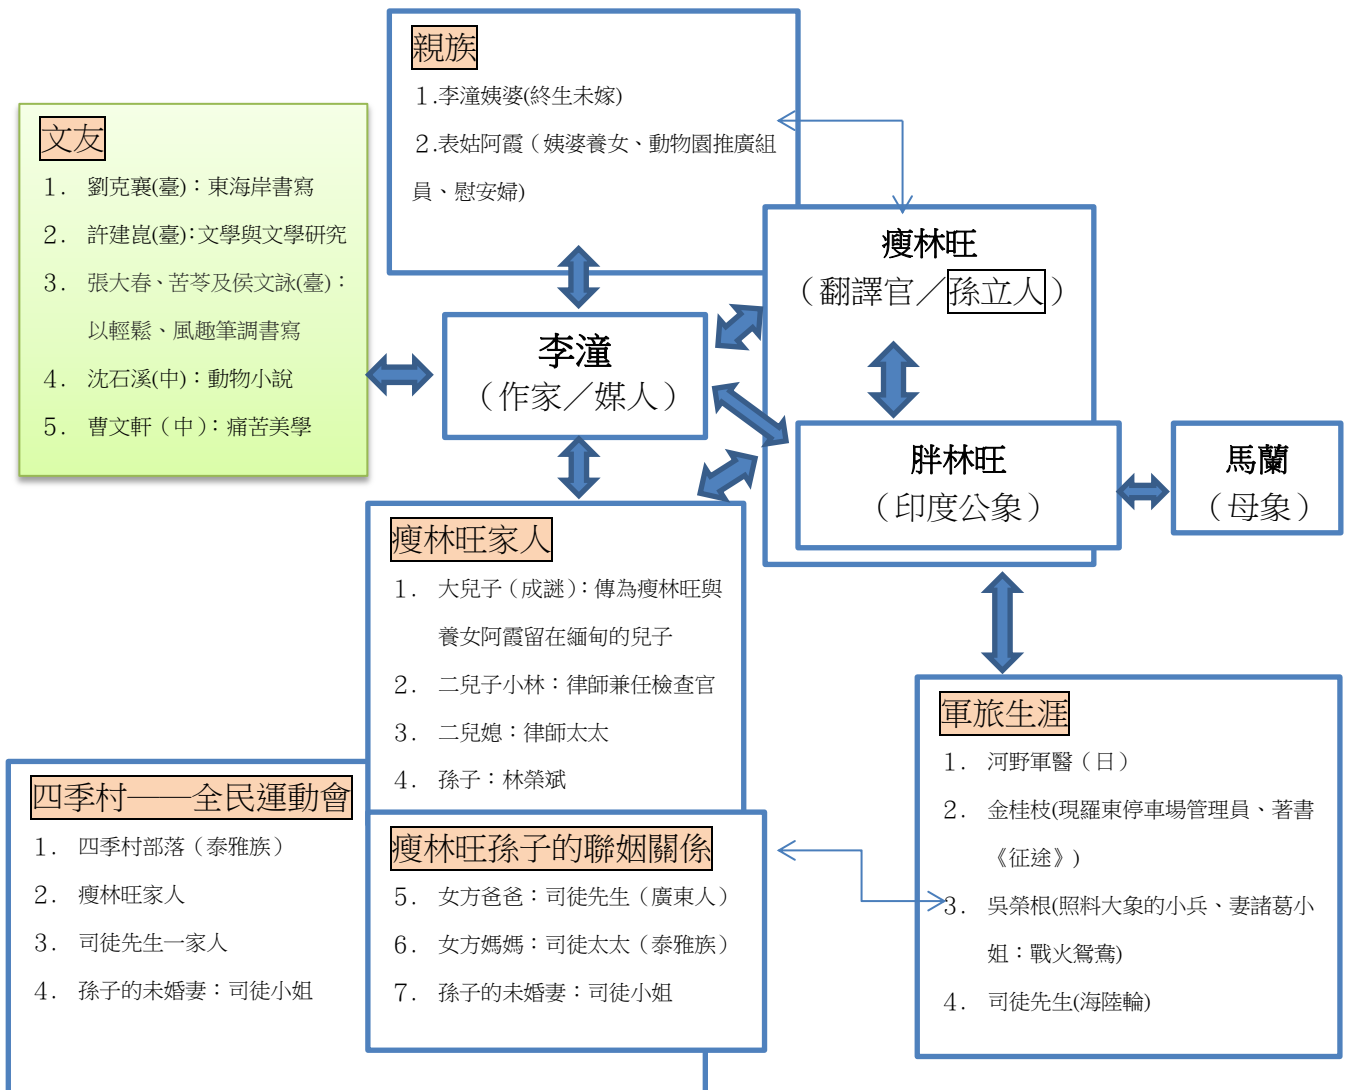 親族
１.李潼姨婆(終生未嫁)
２.表姑阿霞（姨婆養女、動物園推廣組
員、慰安婦)
文友
１. 劉克襄(臺)：東海岸書寫
２. 許建崑(臺)：文學與文學研究
３. 張大春、苦苓及侯文詠(臺)：
以輕鬆、風趣筆調書寫
４. 沈石溪(中)：動物小說
５. 曹文軒（中）：痛苦美學
瘦林旺
（翻譯官／孫立人）
李潼
（作家／媒人）
胖林旺
（印度公象）
馬蘭
（母象）
瘦林旺家人
１. 大兒子（成謎）：傳為瘦林旺與
養女阿霞留在緬甸的兒子
２. 二兒子小林：律師兼任檢查官
３. 二兒媳：律師太太
４. 孫子：林榮斌
瘦林旺孫子的聯姻關係
５. 女方爸爸：司徒先生（廣東人）
６. 女方媽媽：司徒太太（泰雅族）
７. 孫子的未婚妻：司徒小姐
四季村——全民運動會
１. 四季村部落（泰雅族）
２. 瘦林旺家人
３. 司徒先生一家人
４. 孫子的未婚妻：司徒小姐
軍旅生涯
１. 河野軍醫（日）
２. 金桂枝(現羅東停車場管理員、著書
《征途》)
３. 吳榮根(照料大象的小兵、妻諸葛小
姐：戰火鴛鴦)
４. 司徒先生(海陸輪)